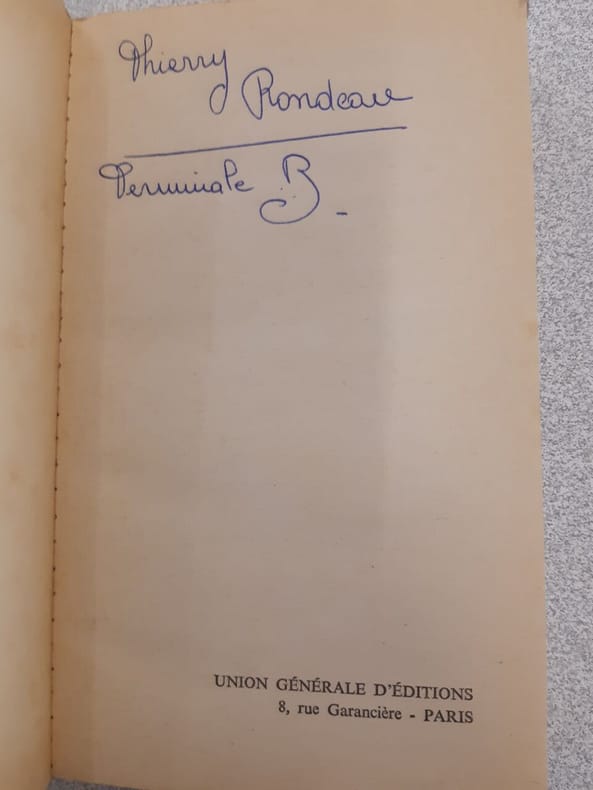 Thierry
Rondeau
Terminale B.
UNION GÉNÉRALE D'ÉDITIONS
8, rue Garancière - PARIS